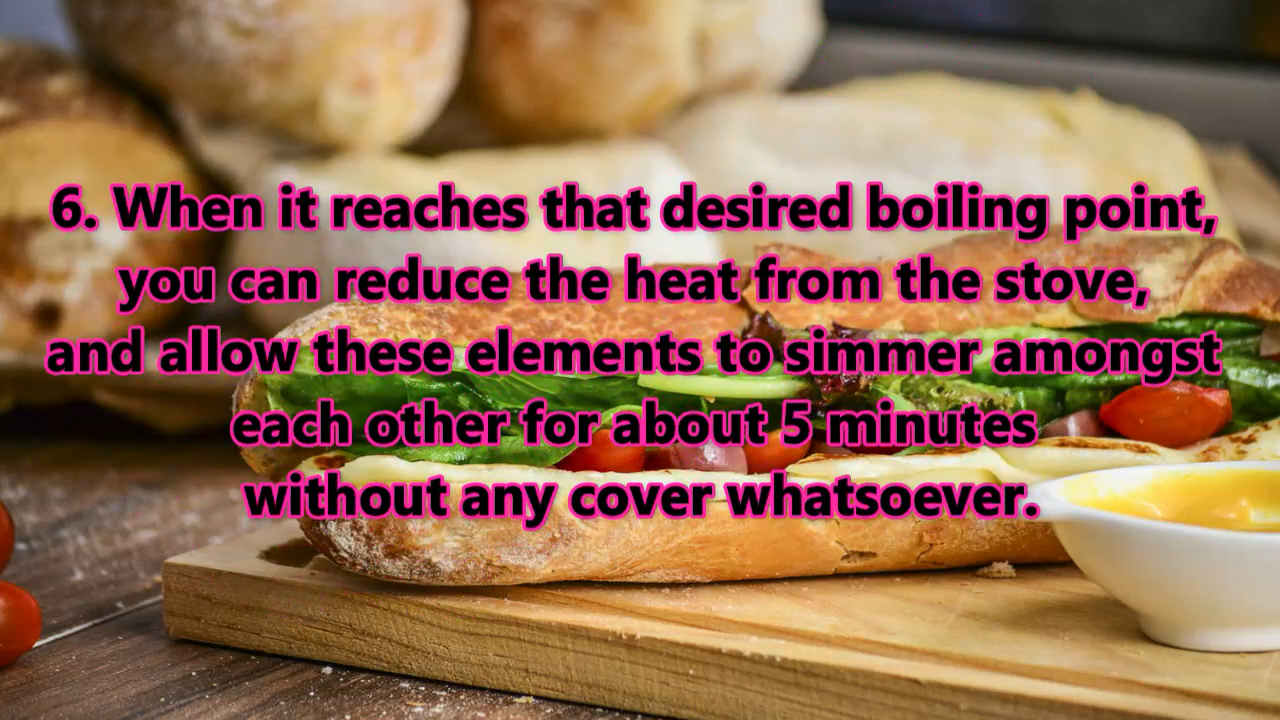 6. When it reaches that desired boiling point,
you can reduce the heat from the stove,
and allow these elements to simmer amongst
each other for about 5 minutes
without any cover whatsoever.